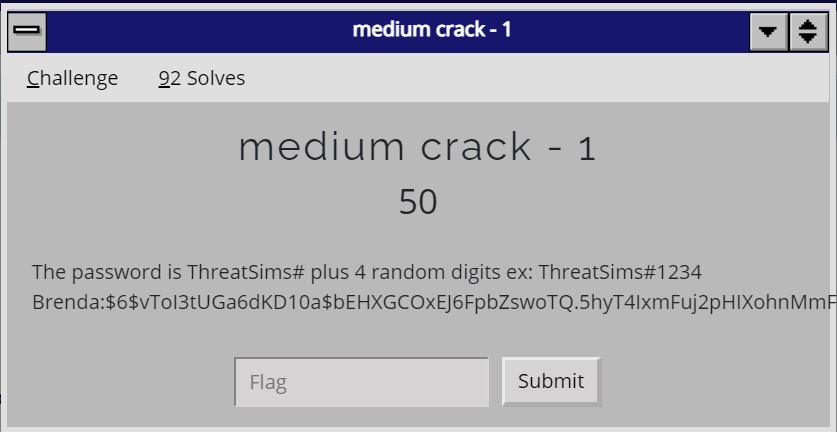 medium crack - 1
Challenge 92 Solves
medium crack - 1
50
The password is ThreatSims# plus 4 random digits ex: ThreatSims#1234
Brenda:$6$vToI3tUGa6dKD10a$bEHXGCOxEJ6FpbZswoTQ.5hyT4IxmFuj2pHIXohnMmF
Flag Submit